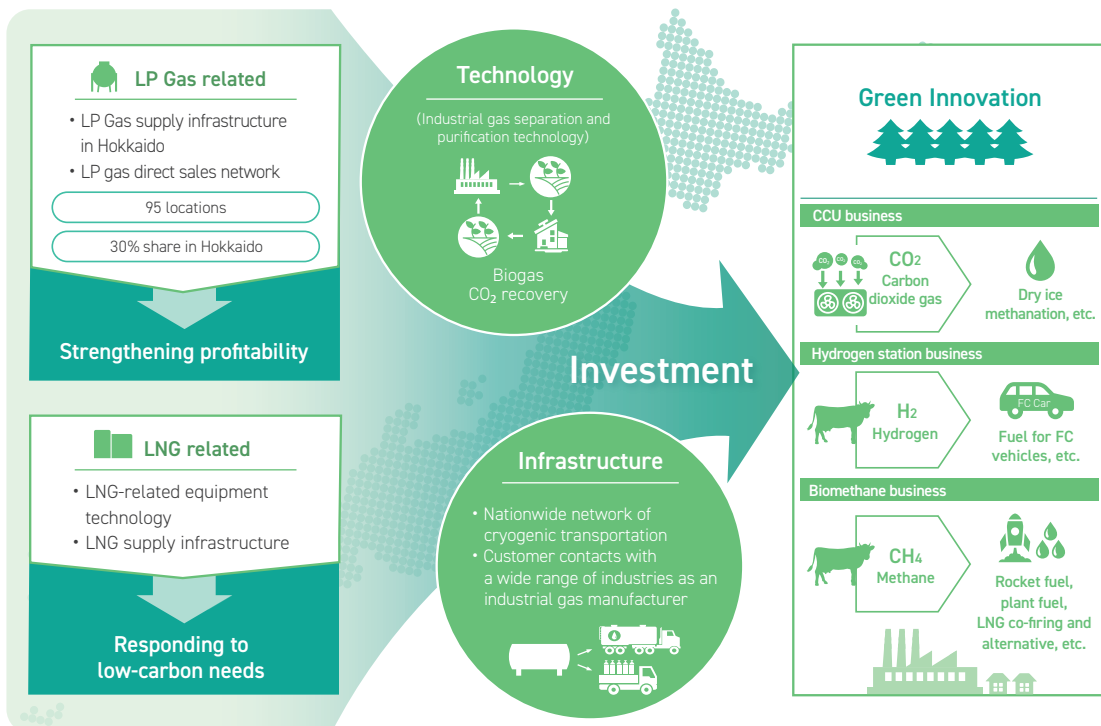 LP Gas related
• LP Gas supply infrastructure
in Hokkaido
• LP gas direct sales network
95 locations
30% share in Hokkaido
Strengthening profitability
LNG related
• LNG-related equipment
technology
• LNG supply infrastructure
Responding to
low-carbon needs
Technology
(Industrial gas separation and
purification technology)
Biogas
CO₂ recovery
Investment
Infrastructure
• Nationwide network of
cryogenic transportation
• Customer contacts with
a wide range of industries as an
industrial gas manufacturer
Green Innovation
CCU business
CO₂ CO₂ CO₂
CO₂
Carbon
dioxide gas
Dry ice
methanation, etc.
Hydrogen station business
H₂
Hydrogen
FC Car
Fuel for FC
vehicles, etc.
Biomethane business
CH₄
Methane
Rocket fuel,
plant fuel,
LNG co-firing and
alternative, etc.